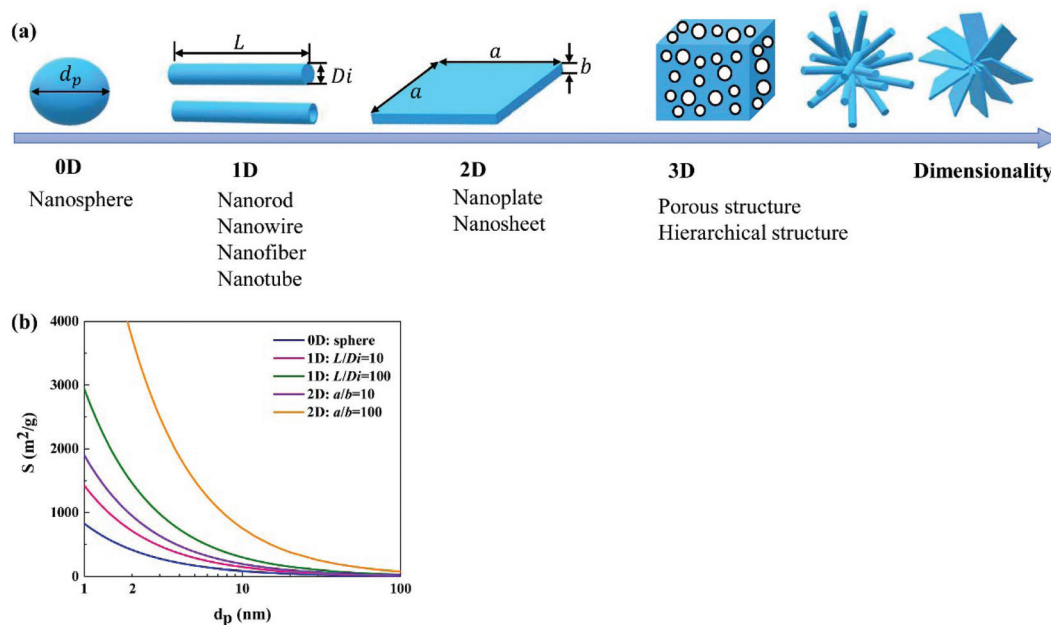 (a)
L
a
d_p
Di
a
b
0D
1D
2D
3D
Dimensionality
Nanosphere
Nanorod
Nanowire
Nanofiber
Nanotube
Nanoplate
Nanosheet
Porous structure
Hierarchical structure
(b)
4000
3000
2000
1000
0
S (m²/g)
0D: sphere
1D: L/Di=10
1D: L/Di=100
2D: a/b=10
2D: a/b=100
1 2 10 100
dₚ (nm)